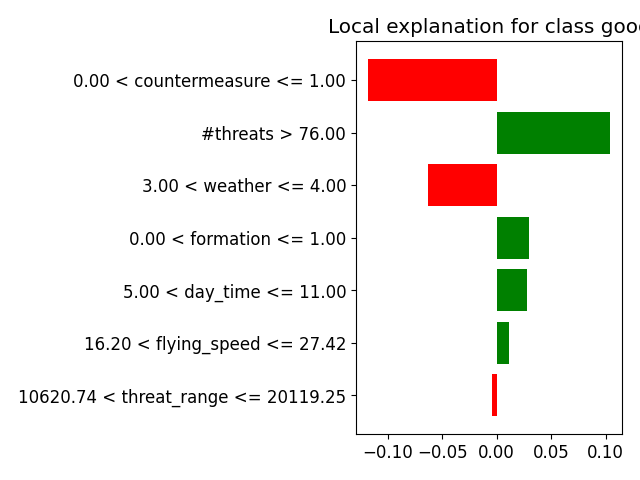 Local explanation for class good
0.00 < countermeasure <= 1.00
#threats > 76.00
3.00 < weather <= 4.00
0.00 < formation <= 1.00
5.00 < day_time <= 11.00
16.20 < flying_speed <= 27.42
10620.74 < threat_range <= 20119.25
−0.10 −0.05 0.00 0.05 0.10